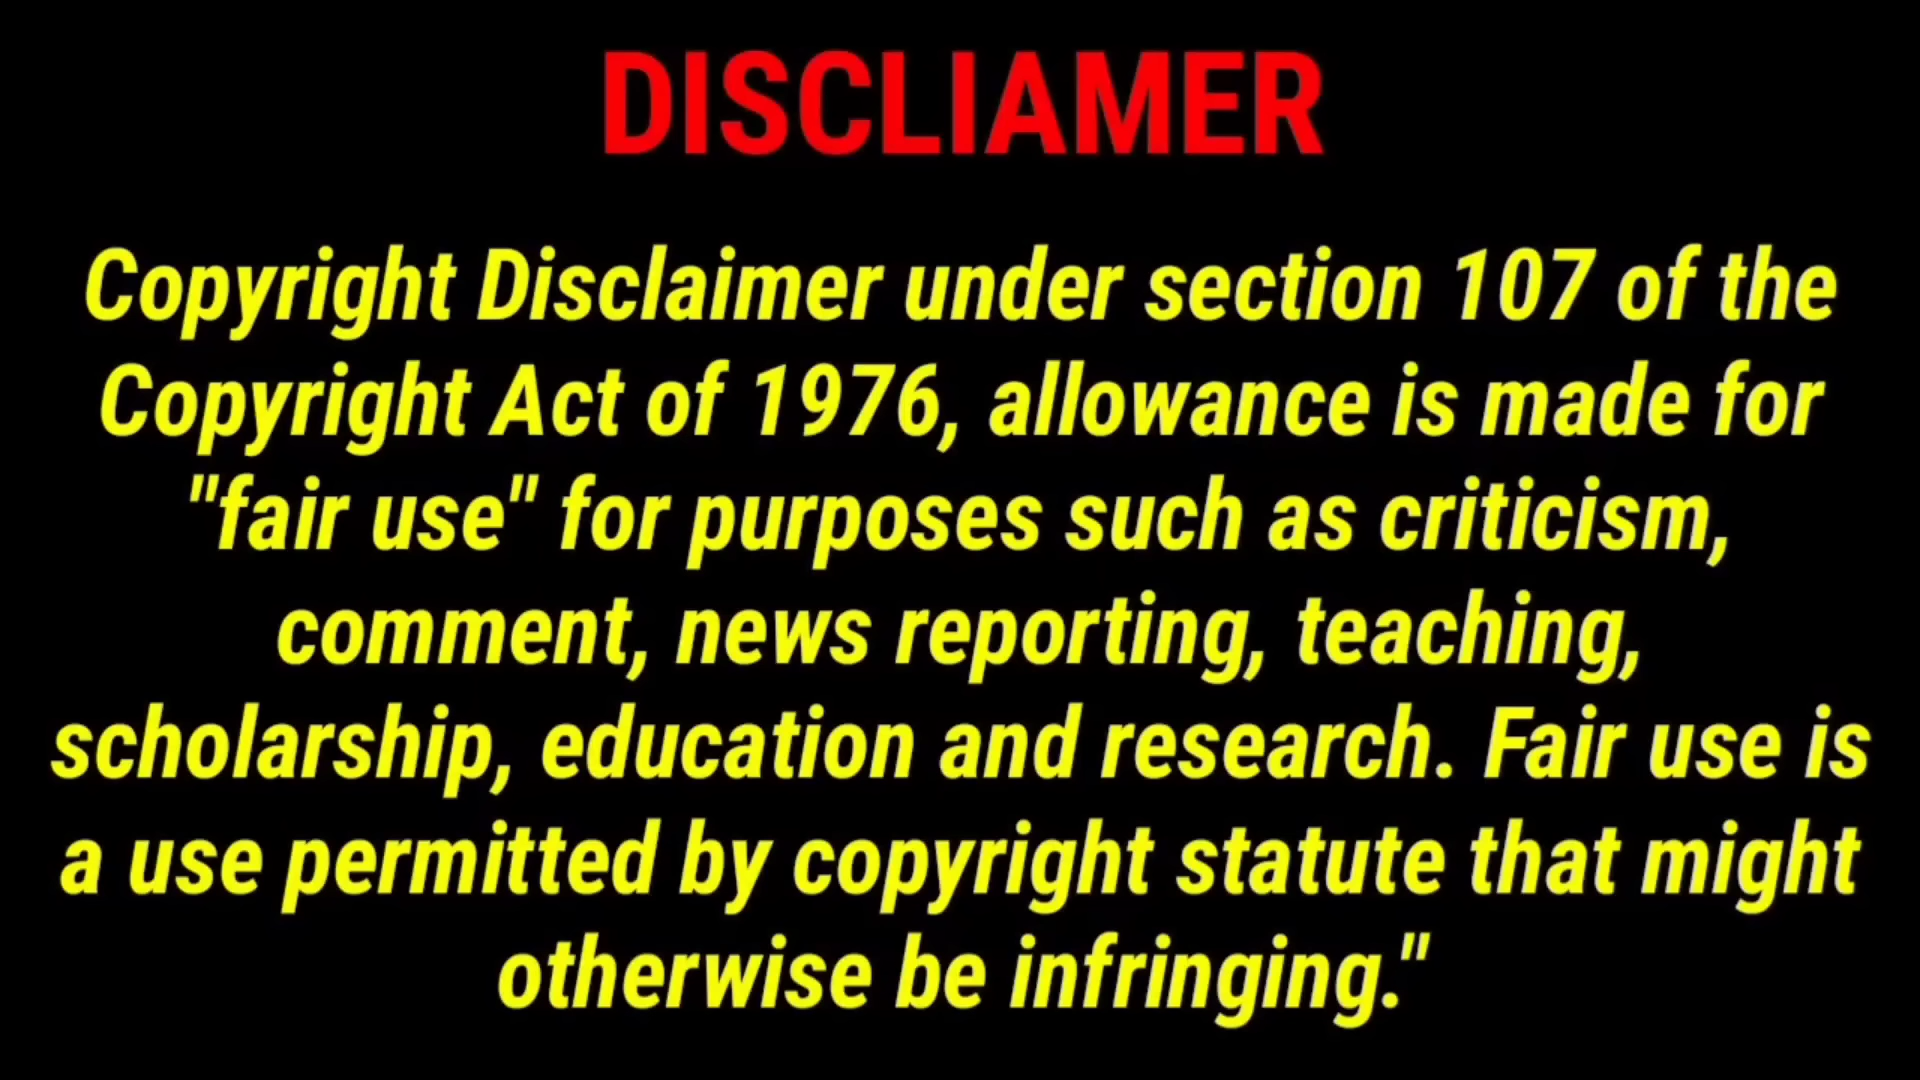 DISCLIAMER
Copyright Disclaimer under section 107 of the
Copyright Act of 1976, allowance is made for
"fair use" for purposes such as criticism,
comment, news reporting, teaching,
scholarship, education and research. Fair use is
a use permitted by copyright statute that might
otherwise be infringing."